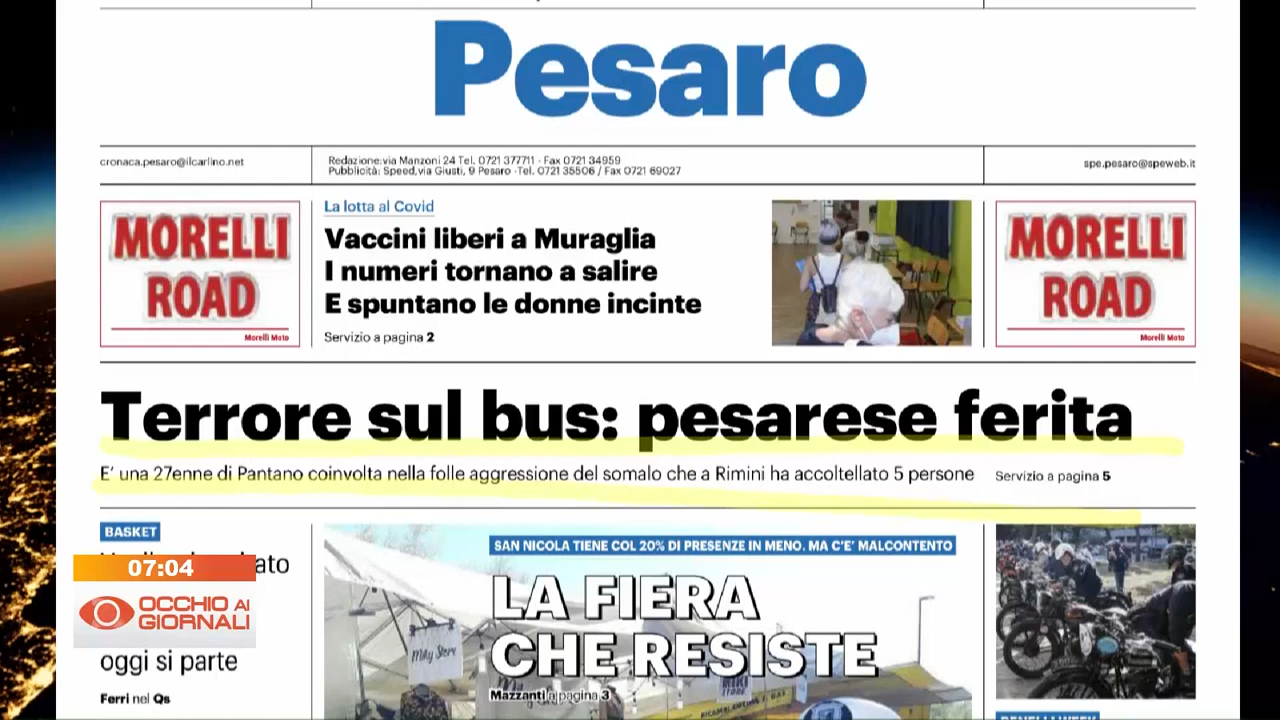 Pesaro
cronaca.pesaro@ilcarlino.net
Redazione:via Manzoni 24 Tel. 0721 377711 - Fax 0721 34959
Pubblicità: Speed,via Giusti, 9 Pesaro -Tel. 0721 35506 / Fax 0721 69027
spe.pesaro@speweb.it
MORELLI
ROAD
Morelli Moto
La lotta al Covid
Vaccini liberi a Muraglia
I numeri tornano a salire
E spuntano le donne incinte
Servizio a pagina 2
MORELLI
ROAD
Morelli Moto
Terrore sul bus: pesarese ferita
E' una 27enne di Pantano coinvolta nella folle aggressione del somalo che a Rimini ha accoltellato 5 persone
Servizio a pagina 5
BASKET
07:04
OCCHIO AI
GIORNALI
oggi si parte
Ferri nel Qs
SAN NICOLA TIENE COL 20% DI PRESENZE IN MENO. MA C'E' MALCONTENTO
LA FIERA
CHE RESISTE
Mazzanti a pagina 3
Milly Store
BENELLI WEEK